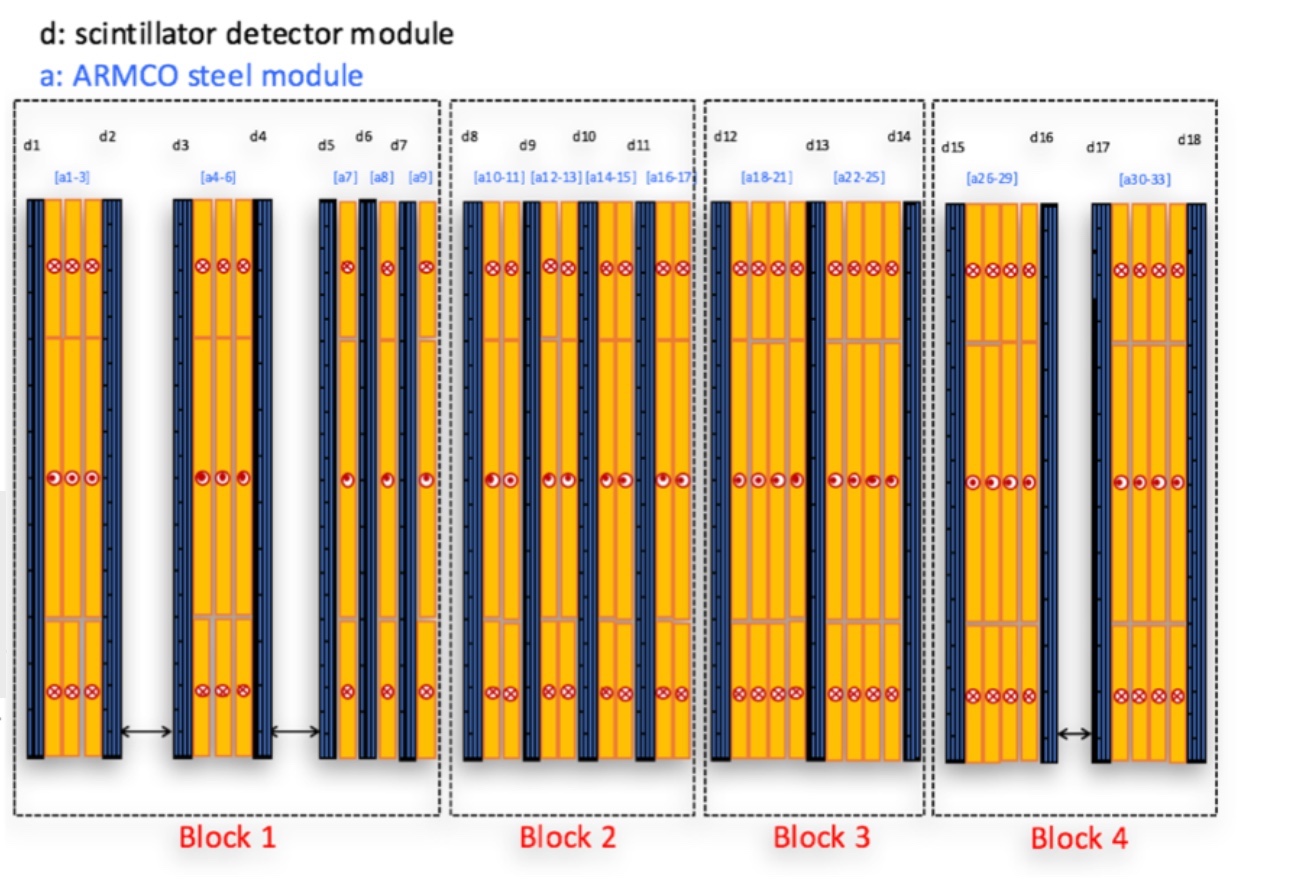 d: scintillator detector module
a: ARMCO steel module
d1 d2 d3 d4 d5 d6 d7 d8 d9 d10 d11 d12 d13 d14 d15 d16 d17 d18
[a1-3] [a4-6] [a7] [a8] [a9] [a10-11] [a12-13] [a14-15] [a16-17] [a18-21] [a22-25] [a26-29] [a30-33]
Block 1 Block 2 Block 3 Block 4